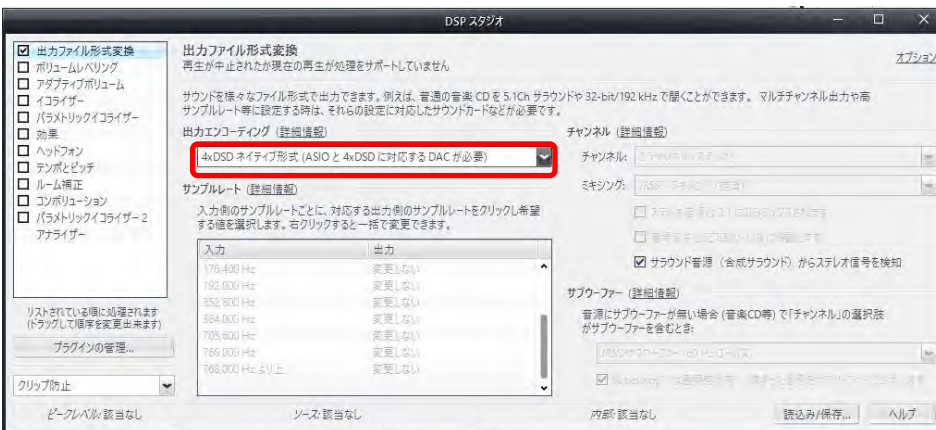 DSP スタジオ
出力ファイル形式変換
ボリュームレベリング
アダプティブボリューム
イコライザー
パラメトリックイコライザー
効果
ヘッドフォン
テンポとピッチ
ルーム補正
コンボリューション
パラメトリックイコライザー 2
アナライザー
リストされている順に処理されます
(ドラッグして順序を変更出来ます)
プラグインの管理...
クリップ防止
ピークレベル: 該当なし
出力ファイル形式変換
再生が中止されたか現在の再生が処理をサポートしていません
オプション
サウンドを様々なファイル形式で出力できます。例えば、普通の音楽 CD を 5.1Ch サラウンドや 32-bit/192 kHz で聞くことができます。 マルチチャンネル出力や高
サンプルレート等に設定する時は、それらの設定に対応したサウンドカードなどが必要です。
出力エンコーディング (詳細情報)
4xDSD ネイティブ形式 (ASIO と 4xDSD に対応する DAC が必要)
サンプルレート (詳細情報)
入力側のサンプルレートごとに、対応する出力側のサンプルレートをクリックし希望
する値を選択します。右クリックすると一括で変更できます。
入力 出力
176,400 Hz 変更しない
192,000 Hz 変更しない
352,800 Hz 変更しない
384,000 Hz 変更しない
705,600 Hz 変更しない
768,000 Hz 変更しない
768,000 Hz より上 変更しない
チャンネル (詳細情報)
チャンネル:
ミキシング:
サラウンド音源 (合成サラウンド) からステレオ信号を検知
サブウーファー (詳細情報)
音源にサブウーファーが無い場合 (音楽CD等) で「チャンネル」の選択肢
がサブウーファーを含むとき:
ソース: 該当なし
内部: 該当なし
読込み/保存...
ヘルプ